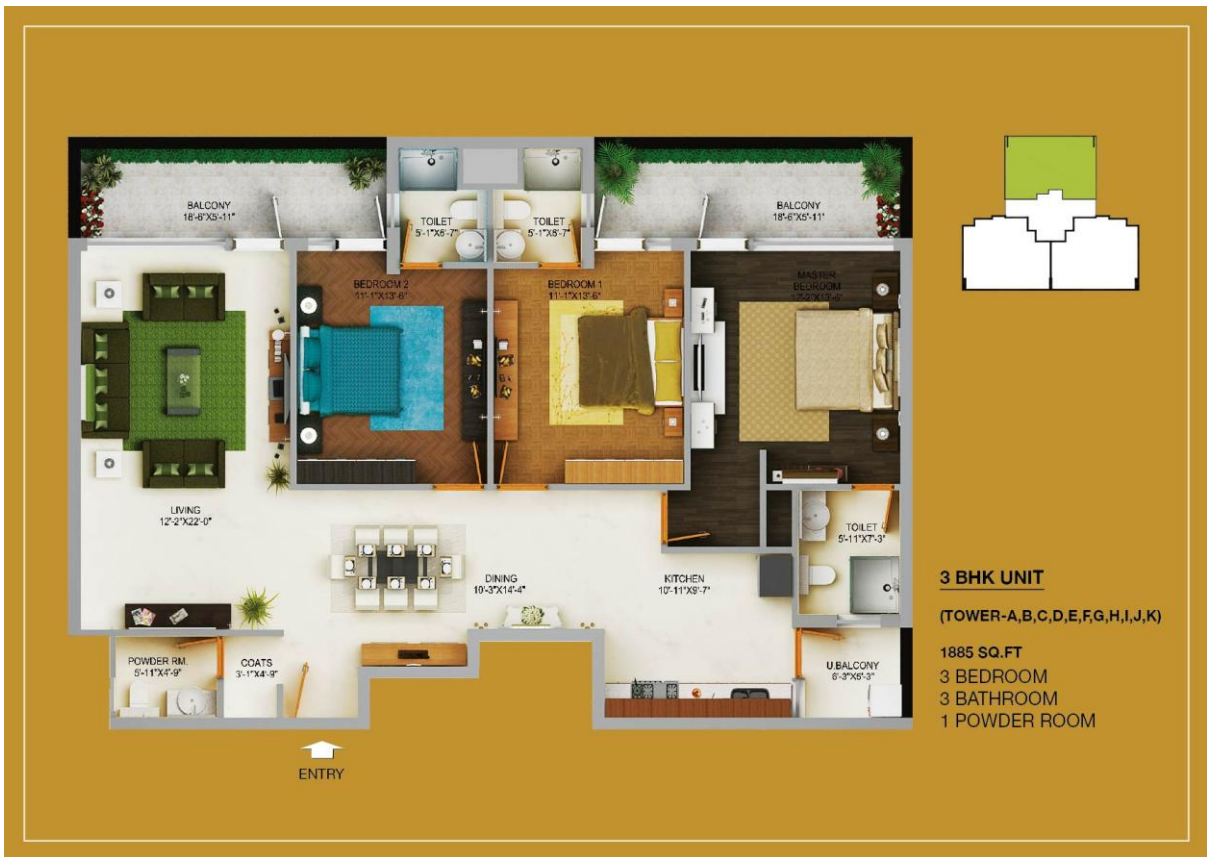 BALCONY
18'-6"X5'-11"
TOILET
5'-1"X6'-7"
TOILET
5'-1"X6'-7"
BALCONY
18'-6"X5'-11"
BEDROOM 2
11'-1"X13'-6"
BEDROOM 1
11'-1"X13'-6"
MASTER
BEDROOM
12'-2"X13'-6"
LIVING
12'-2"X22'-0"
DINING
10'-3"X14'-4"
KITCHEN
10'-11"X9'-7"
TOILET
5'-11"X7'-3"
POWDER RM.
5'-11"X4'-9"
COATS
3'-1"X4'-9"
U.BALCONY
6'-3"X5'-3"
ENTRY
3 BHK UNIT
(TOWER-A,B,C,D,E,F,G,H,I,J,K)
1885 SQ.FT
3 BEDROOM
3 BATHROOM
1 POWDER ROOM